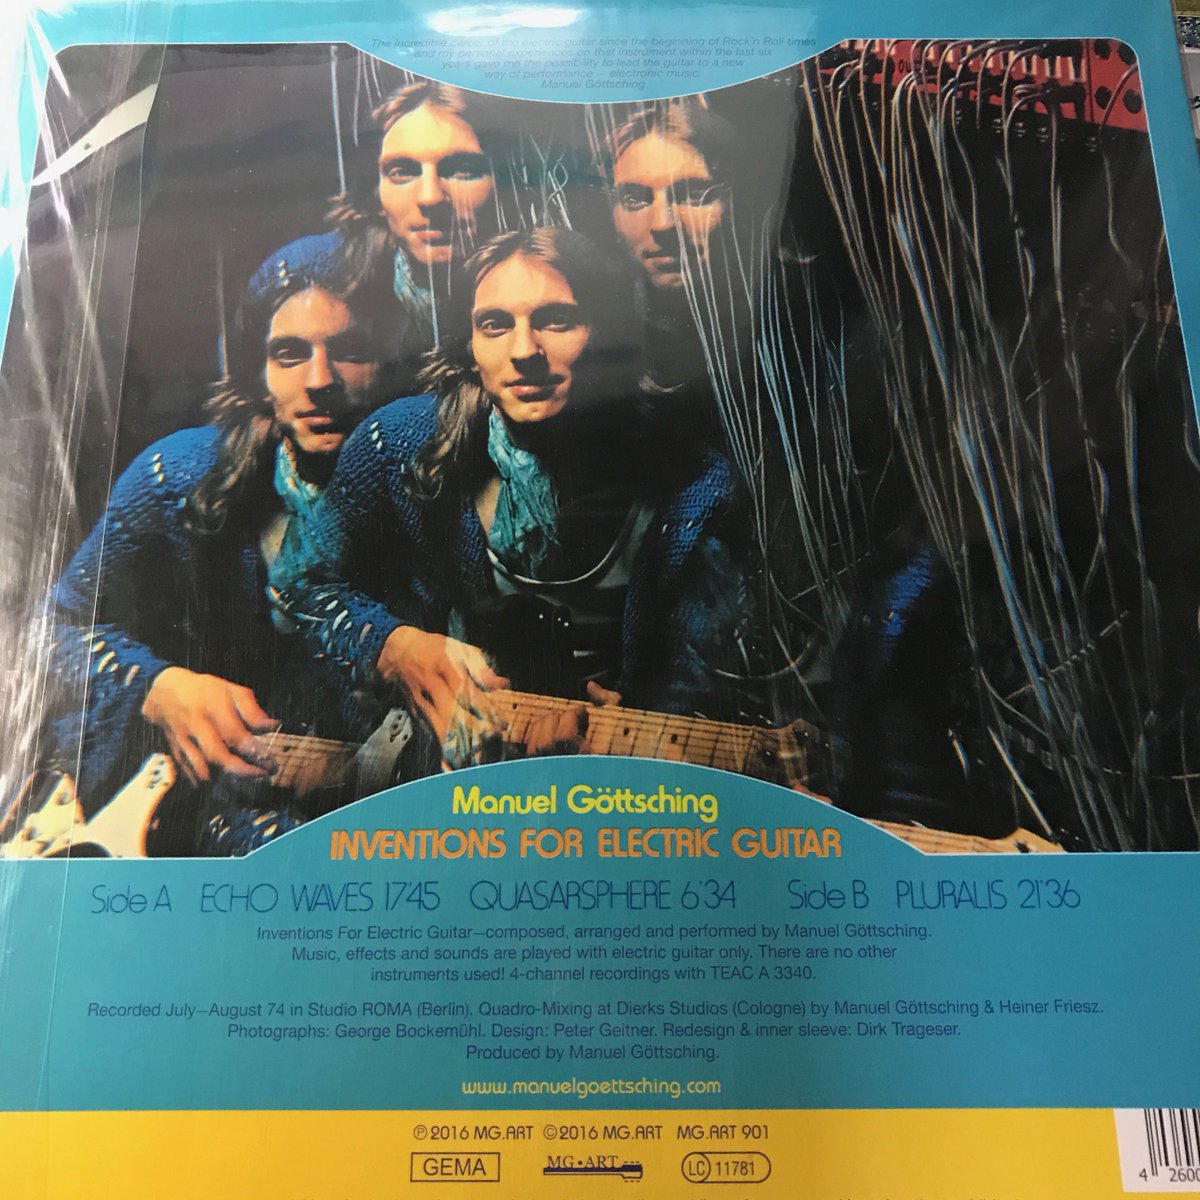 The incredible career of the electric guitar since the beginning of Rock'n Roll times
and my personal experiences on that instrument within the last six
years gave me the possibility to lead the guitar to a new
way of performance – electronic music.
Manuel Göttsching
Manuel Göttsching
INVENTIONS FOR ELECTRIC GUITAR
Side A ECHO WAVES 17'45 QUASARSPHERE 6'34 Side B PLURALIS 21'36
Inventions For Electric Guitar–composed, arranged and performed by Manuel Göttsching.
Music, effects and sounds are played with electric guitar only. There are no other
instruments used! 4-channel recordings with TEAC A 3340.
Recorded July–August 74 in Studio ROMA (Berlin). Quadro-Mixing at Dierks Studios (Cologne) by Manuel Göttsching & Heiner Friesz.
Photographs: George Bockemühl. Design: Peter Geitner. Redesign & inner sleeve: Dirk Trageser.
Produced by Manuel Göttsching.
www.manuelgoettsching.com
℗2016 MG.ART ©2016 MG.ART MG.ART 901
GEMA MG•ART LC 11781
4 260